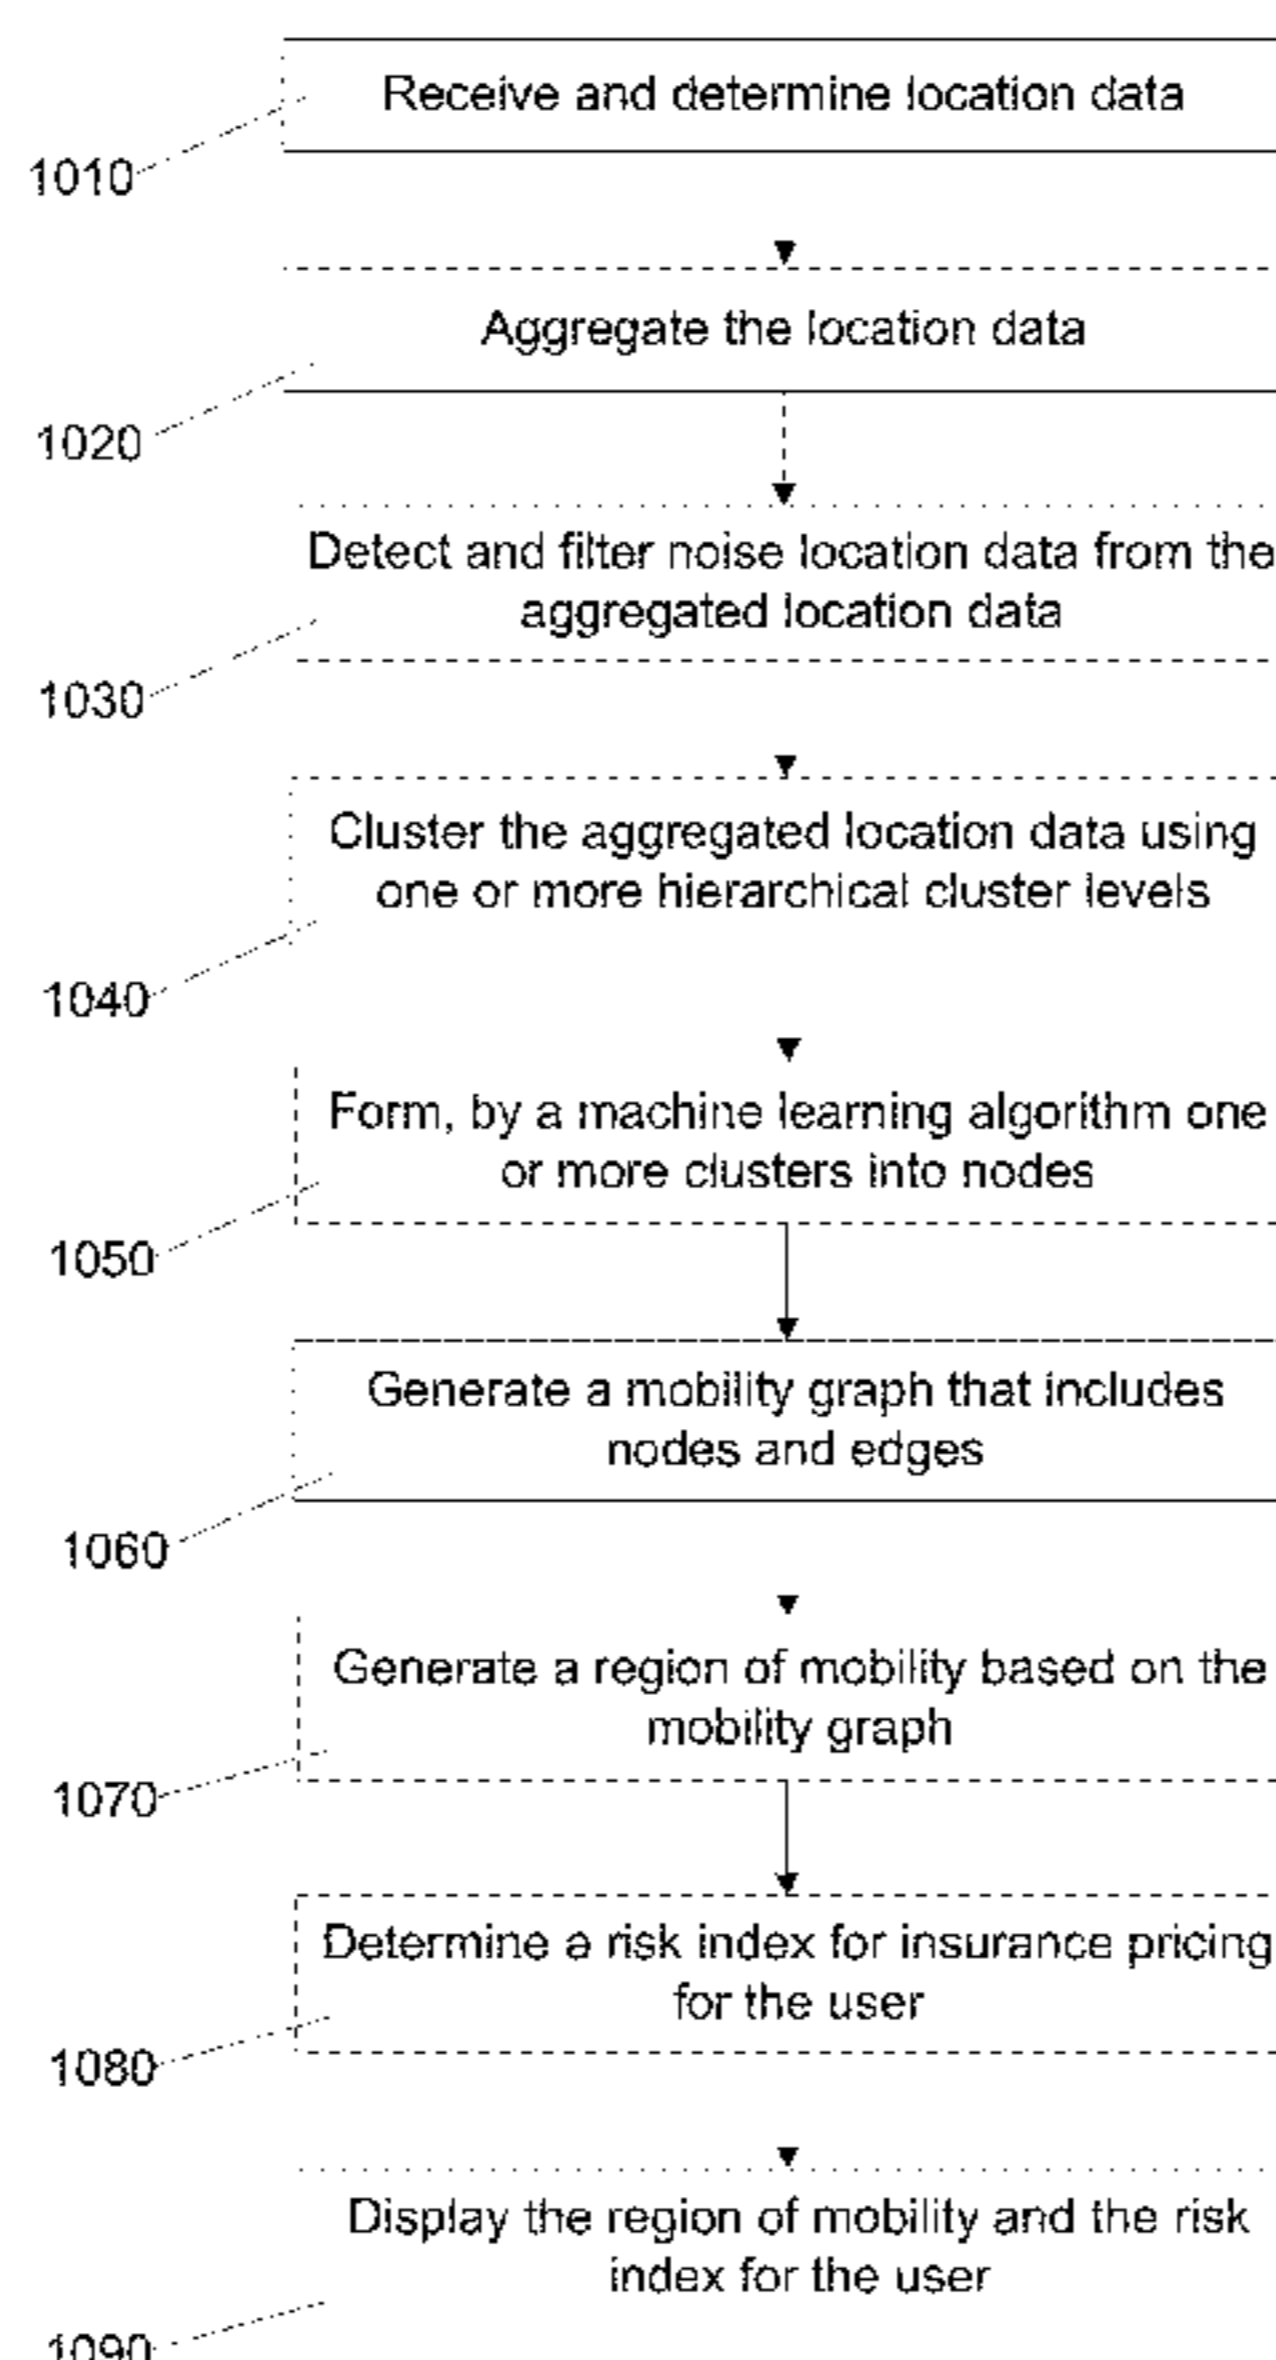 Receive and determine location data
1010
Aggregate the location data
1020
Detect and filter noise location data from the
aggregated location data
1030
Cluster the aggregated location data using
one or more hierarchical cluster levels
1040
Form, by a machine learning algorithm one
or more clusters into nodes
1050
Generate a mobility graph that includes
nodes and edges
1060
Generate a region of mobility based on the
mobility graph
1070
Determine a risk index for insurance pricing
for the user
1080
Display the region of mobility and the risk
index for the user
1090